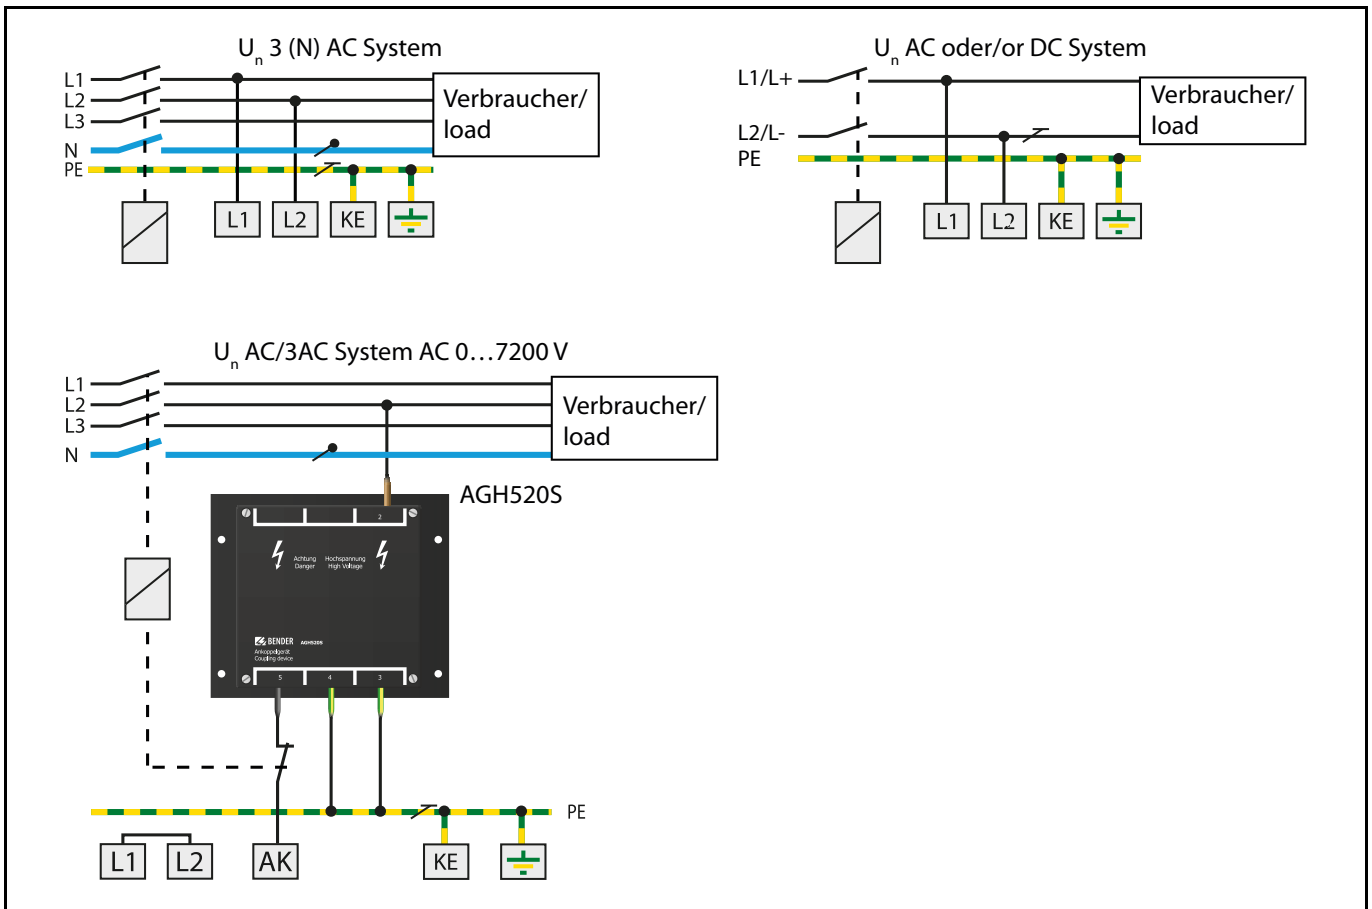 Un 3 (N) AC System
L1
L2
L3
N
PE
Verbraucher/
load
L1 L2 KE
Un AC oder/or DC System
L1/L+
L2/L-
PE
Verbraucher/
load
L1 L2 KE
Un AC/3AC System AC 0…7200 V
L1
L2
L3
N
Verbraucher/
load
AGH520S
2
Achtung Hochspannung
Danger High Voltage
BENDER AGH520S
Ankoppelgerät
Coupling device
5 4 3
PE
L1 L2 AK KE